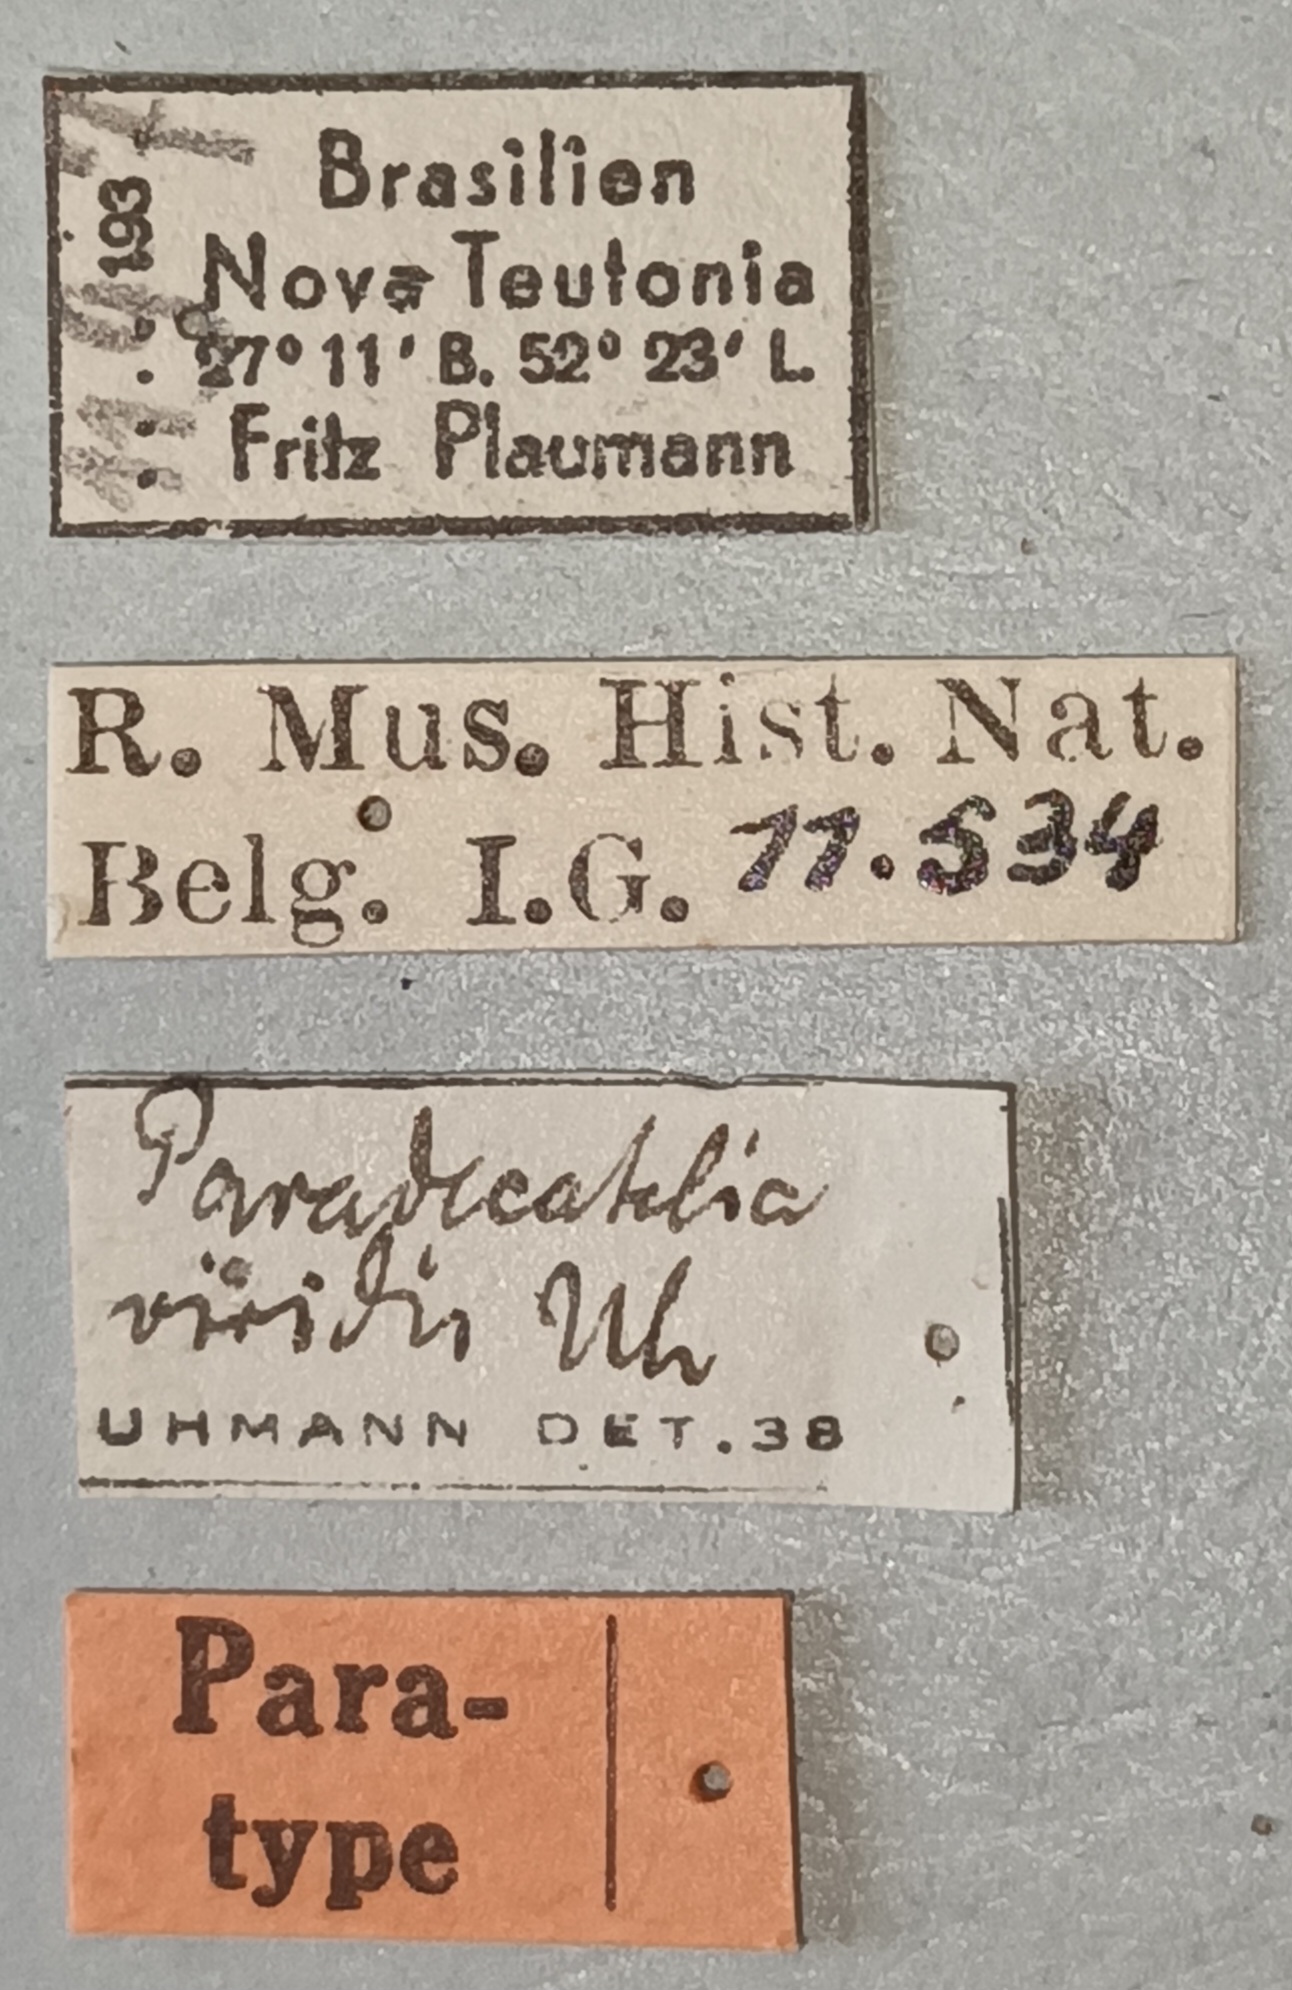 193
Brasilien
Nova Teutonia
27° 11' B. 52° 23' L.
Fritz Plaumann
R. Mus. Hist. Nat.
Belg. I.G. 11.534
Paradicatelia
viridis Uh
UHMANN DET. 38
Para-
type